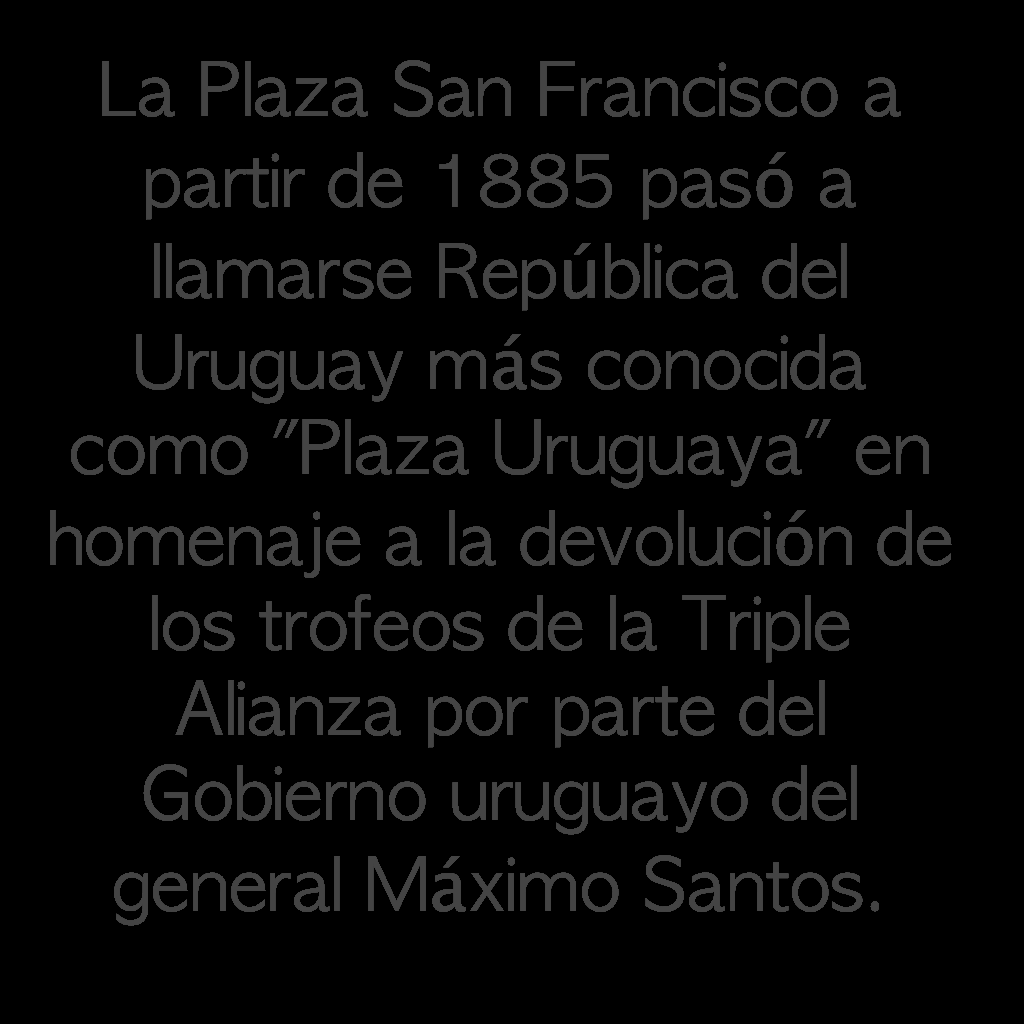 La Plaza San Francisco a
partir de 1885 pasó a
llamarse República del
Uruguay más conocida
como "Plaza Uruguaya" en
homenaje a la devolución de
los trofeos de la Triple
Alianza por parte del
Gobierno uruguayo del
general Máximo Santos.